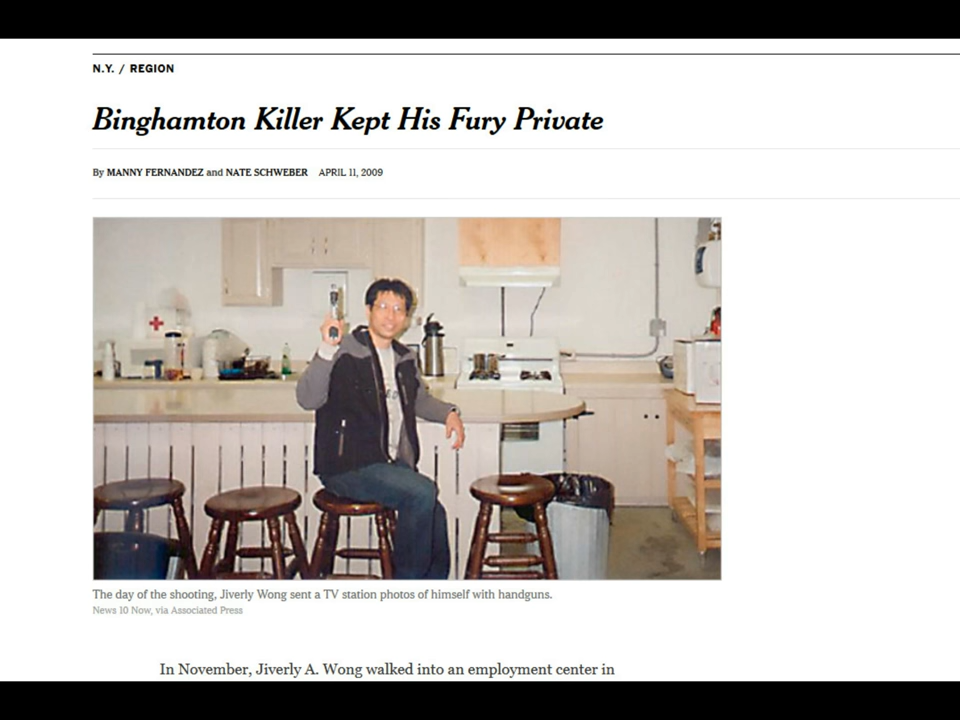 N.Y. / REGION
Binghamton Killer Kept His Fury Private
By MANNY FERNANDEZ and NATE SCHWEBER APRIL 11, 2009
The day of the shooting, Jiverly Wong sent a TV station photos of himself with handguns.
News 10 Now, via Associated Press
In November, Jiverly A. Wong walked into an employment center in